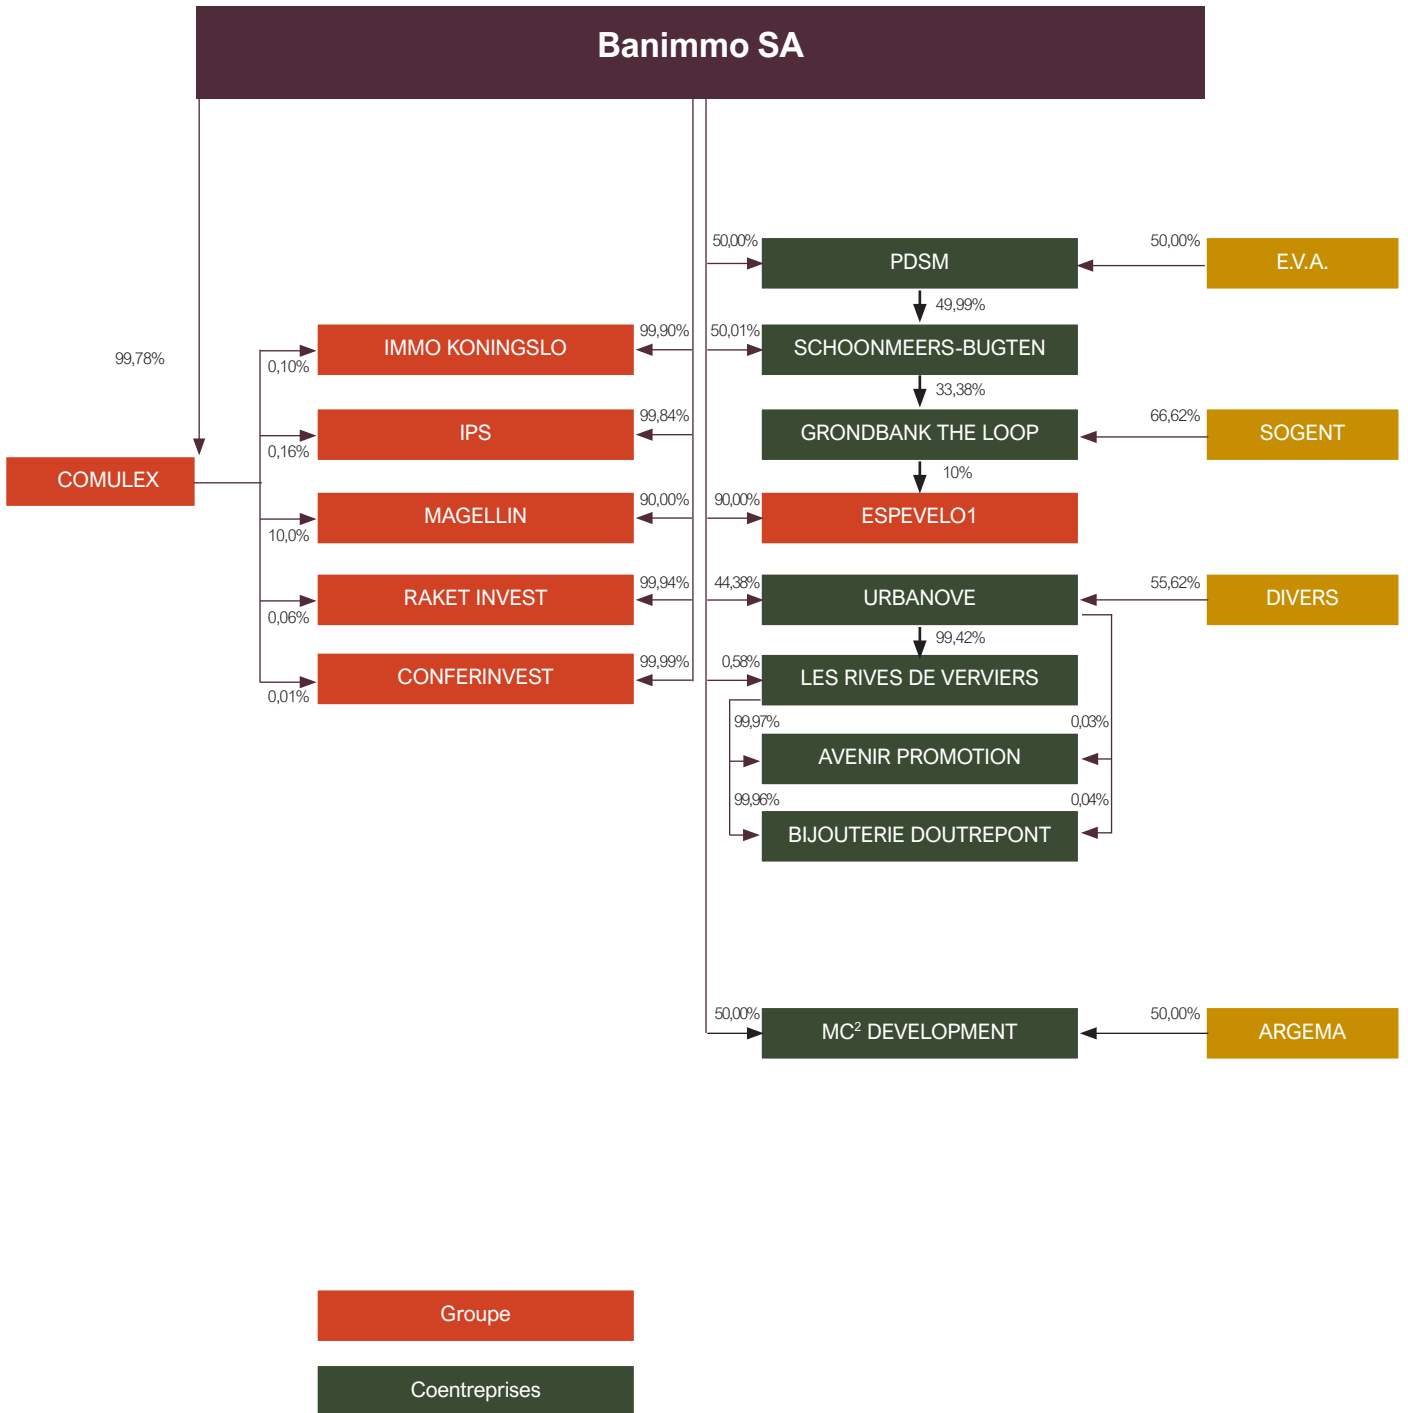 Banimmo SA
50,00%
PDSM
50,00%
E.V.A.
49,99%
99,78%
0,10%
IMMO KONINGSLO
99,90%
50,01%
SCHOONMEERS-BUGTEN
33,38%
0,16%
IPS
99,84%
GRONDBANK THE LOOP
66,62%
SOGENT
10%
COMULEX
10,0%
MAGELLIN
90,00%
90,00%
ESPEVELO1
0,06%
RAKET INVEST
99,94%
44,38%
URBANOVE
55,62%
DIVERS
99,42%
0,01%
CONFERINVEST
99,99%
0,58%
LES RIVES DE VERVIERS
99,97%
0,03%
AVENIR PROMOTION
99,96%
0,04%
BIJOUTERIE DOUTREPONT
50,00%
MC² DEVELOPMENT
50,00%
ARGEMA
Groupe
Coentreprises